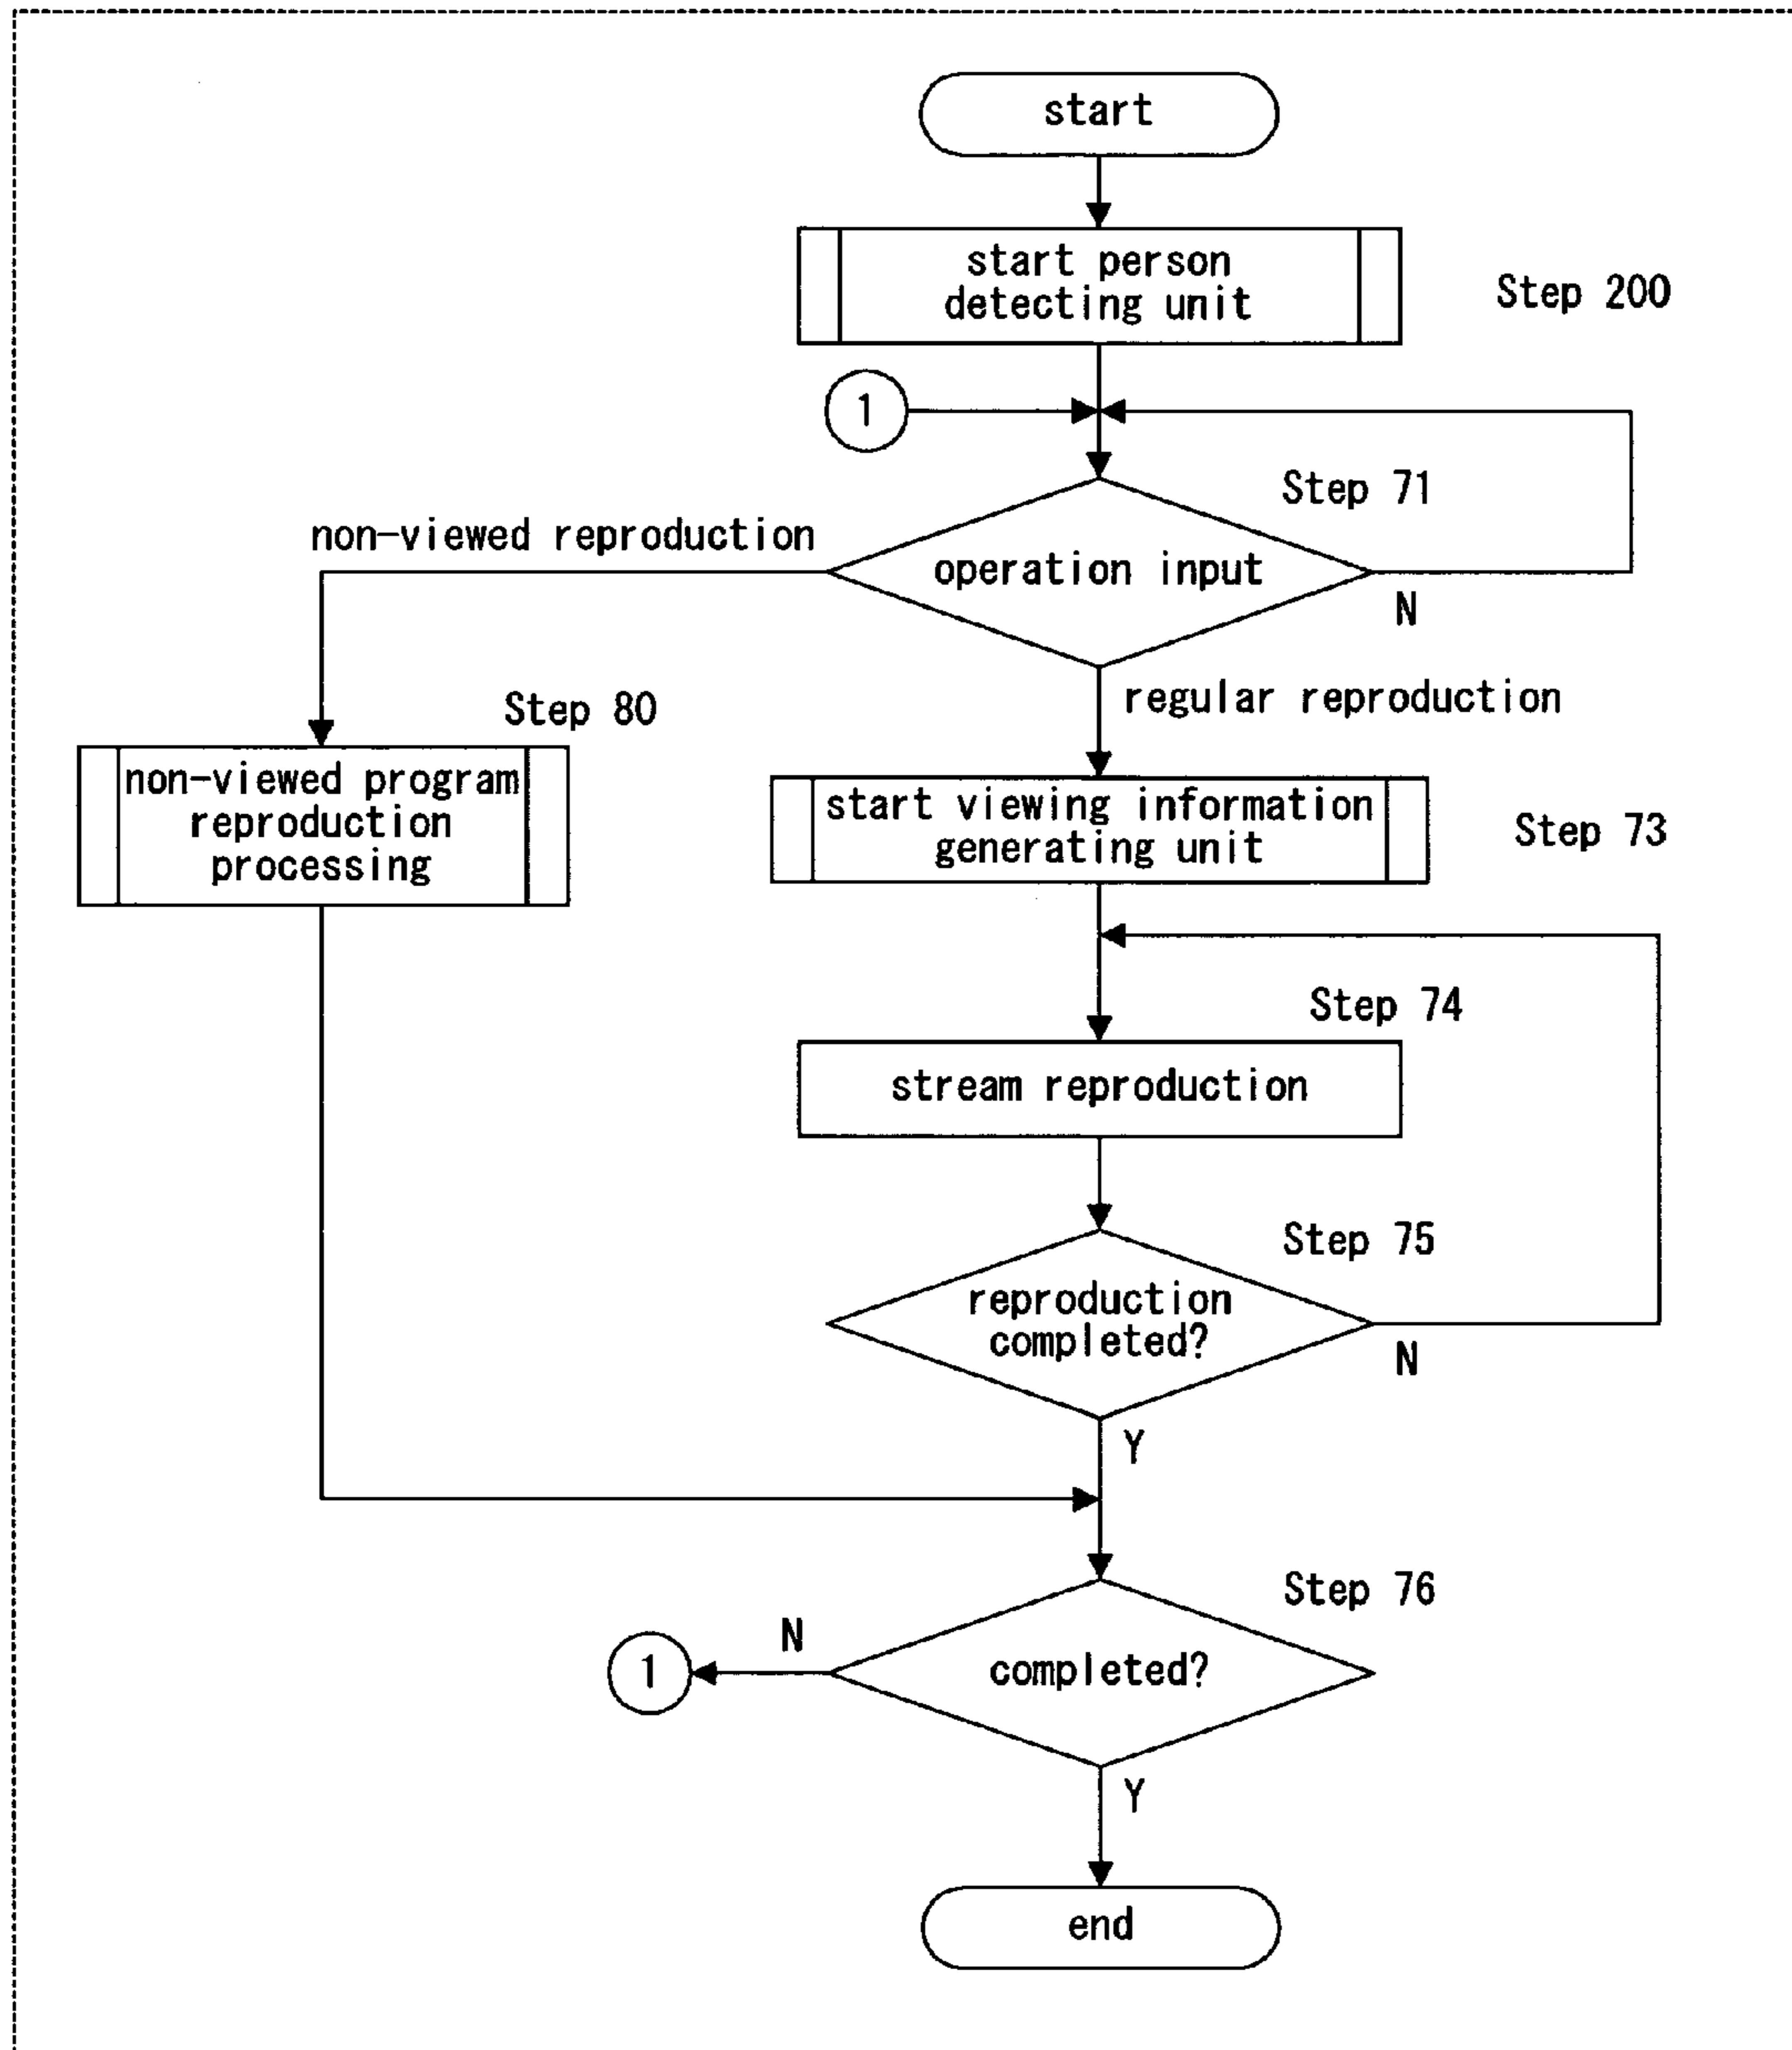 start
start person
detecting unit
Step 200
1
Step 71
non-viewed reproduction
operation input
N
regular reproduction
Step 80
non-viewed program
reproduction
processing
start viewing information
generating unit
Step 73
Step 74
stream reproduction
Step 75
reproduction
completed?
N
Y
Step 76
N
1
completed?
Y
end